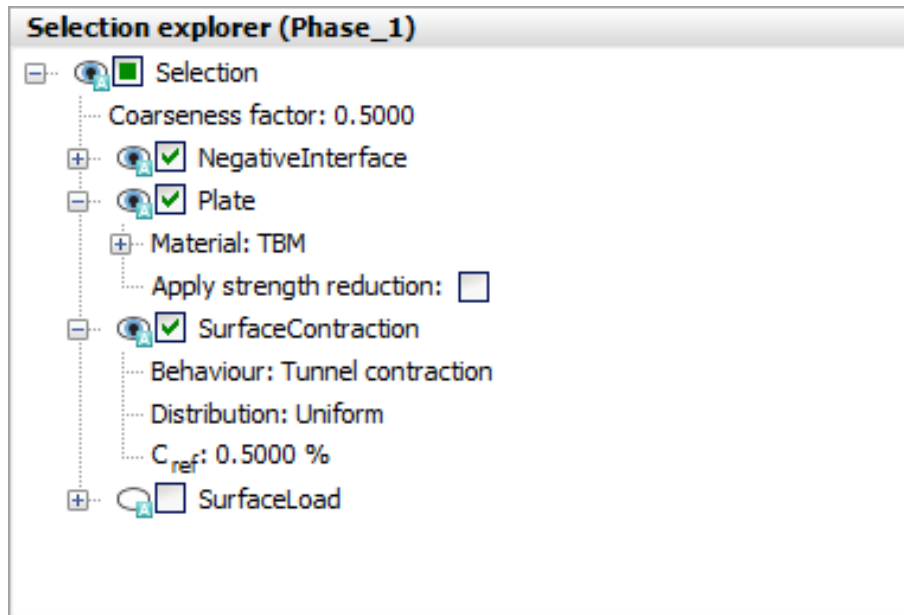 Selection explorer (Phase_1)
Selection
Coarseness factor: 0.5000
NegativeInterface
Plate
Material: TBM
Apply strength reduction:
SurfaceContraction
Behaviour: Tunnel contraction
Distribution: Uniform
C_ref: 0.5000 %
SurfaceLoad